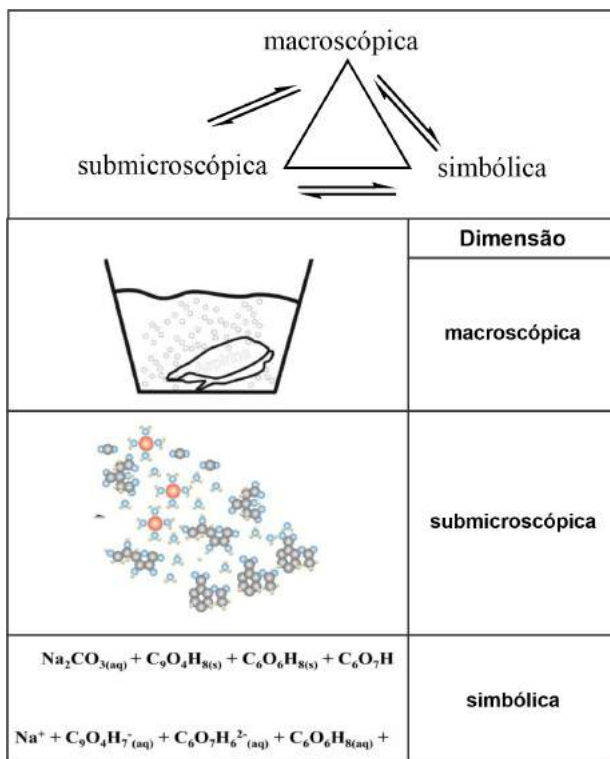 macroscópica
submicroscópica simbólica
Dimensão
macroscópica
submicroscópica
Na₂CO₃(aq) + C₉O₄H₈(s) + C₆O₆H₈(s) + C₆O₇H
simbólica
Na⁺ + C₉O₄H₇⁻(aq) + C₆O₇H₆²⁻(aq) + C₆O₆H₈(aq) +